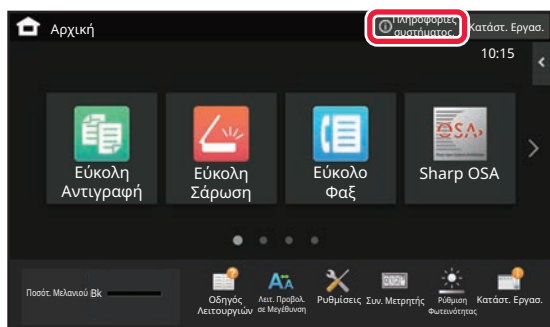 Αρχική
Πληροφορίες
συστήματος
Κατάστ. Εργασ.
10:15
Εύκολη
Αντιγραφή
Εύκολη
Σάρωση
Εύκολο
Φαξ
OSA
Sharp OSA
Ποσότ. Μελανιού Bk
Οδηγός
Λειτουργιών
Λειτ. Προβολ.
σε Μεγέθυνση
Ρυθμίσεις
Συν. Μετρητής
Ρύθμιση
Φωτεινότητας
Κατάστ. Εργασ.